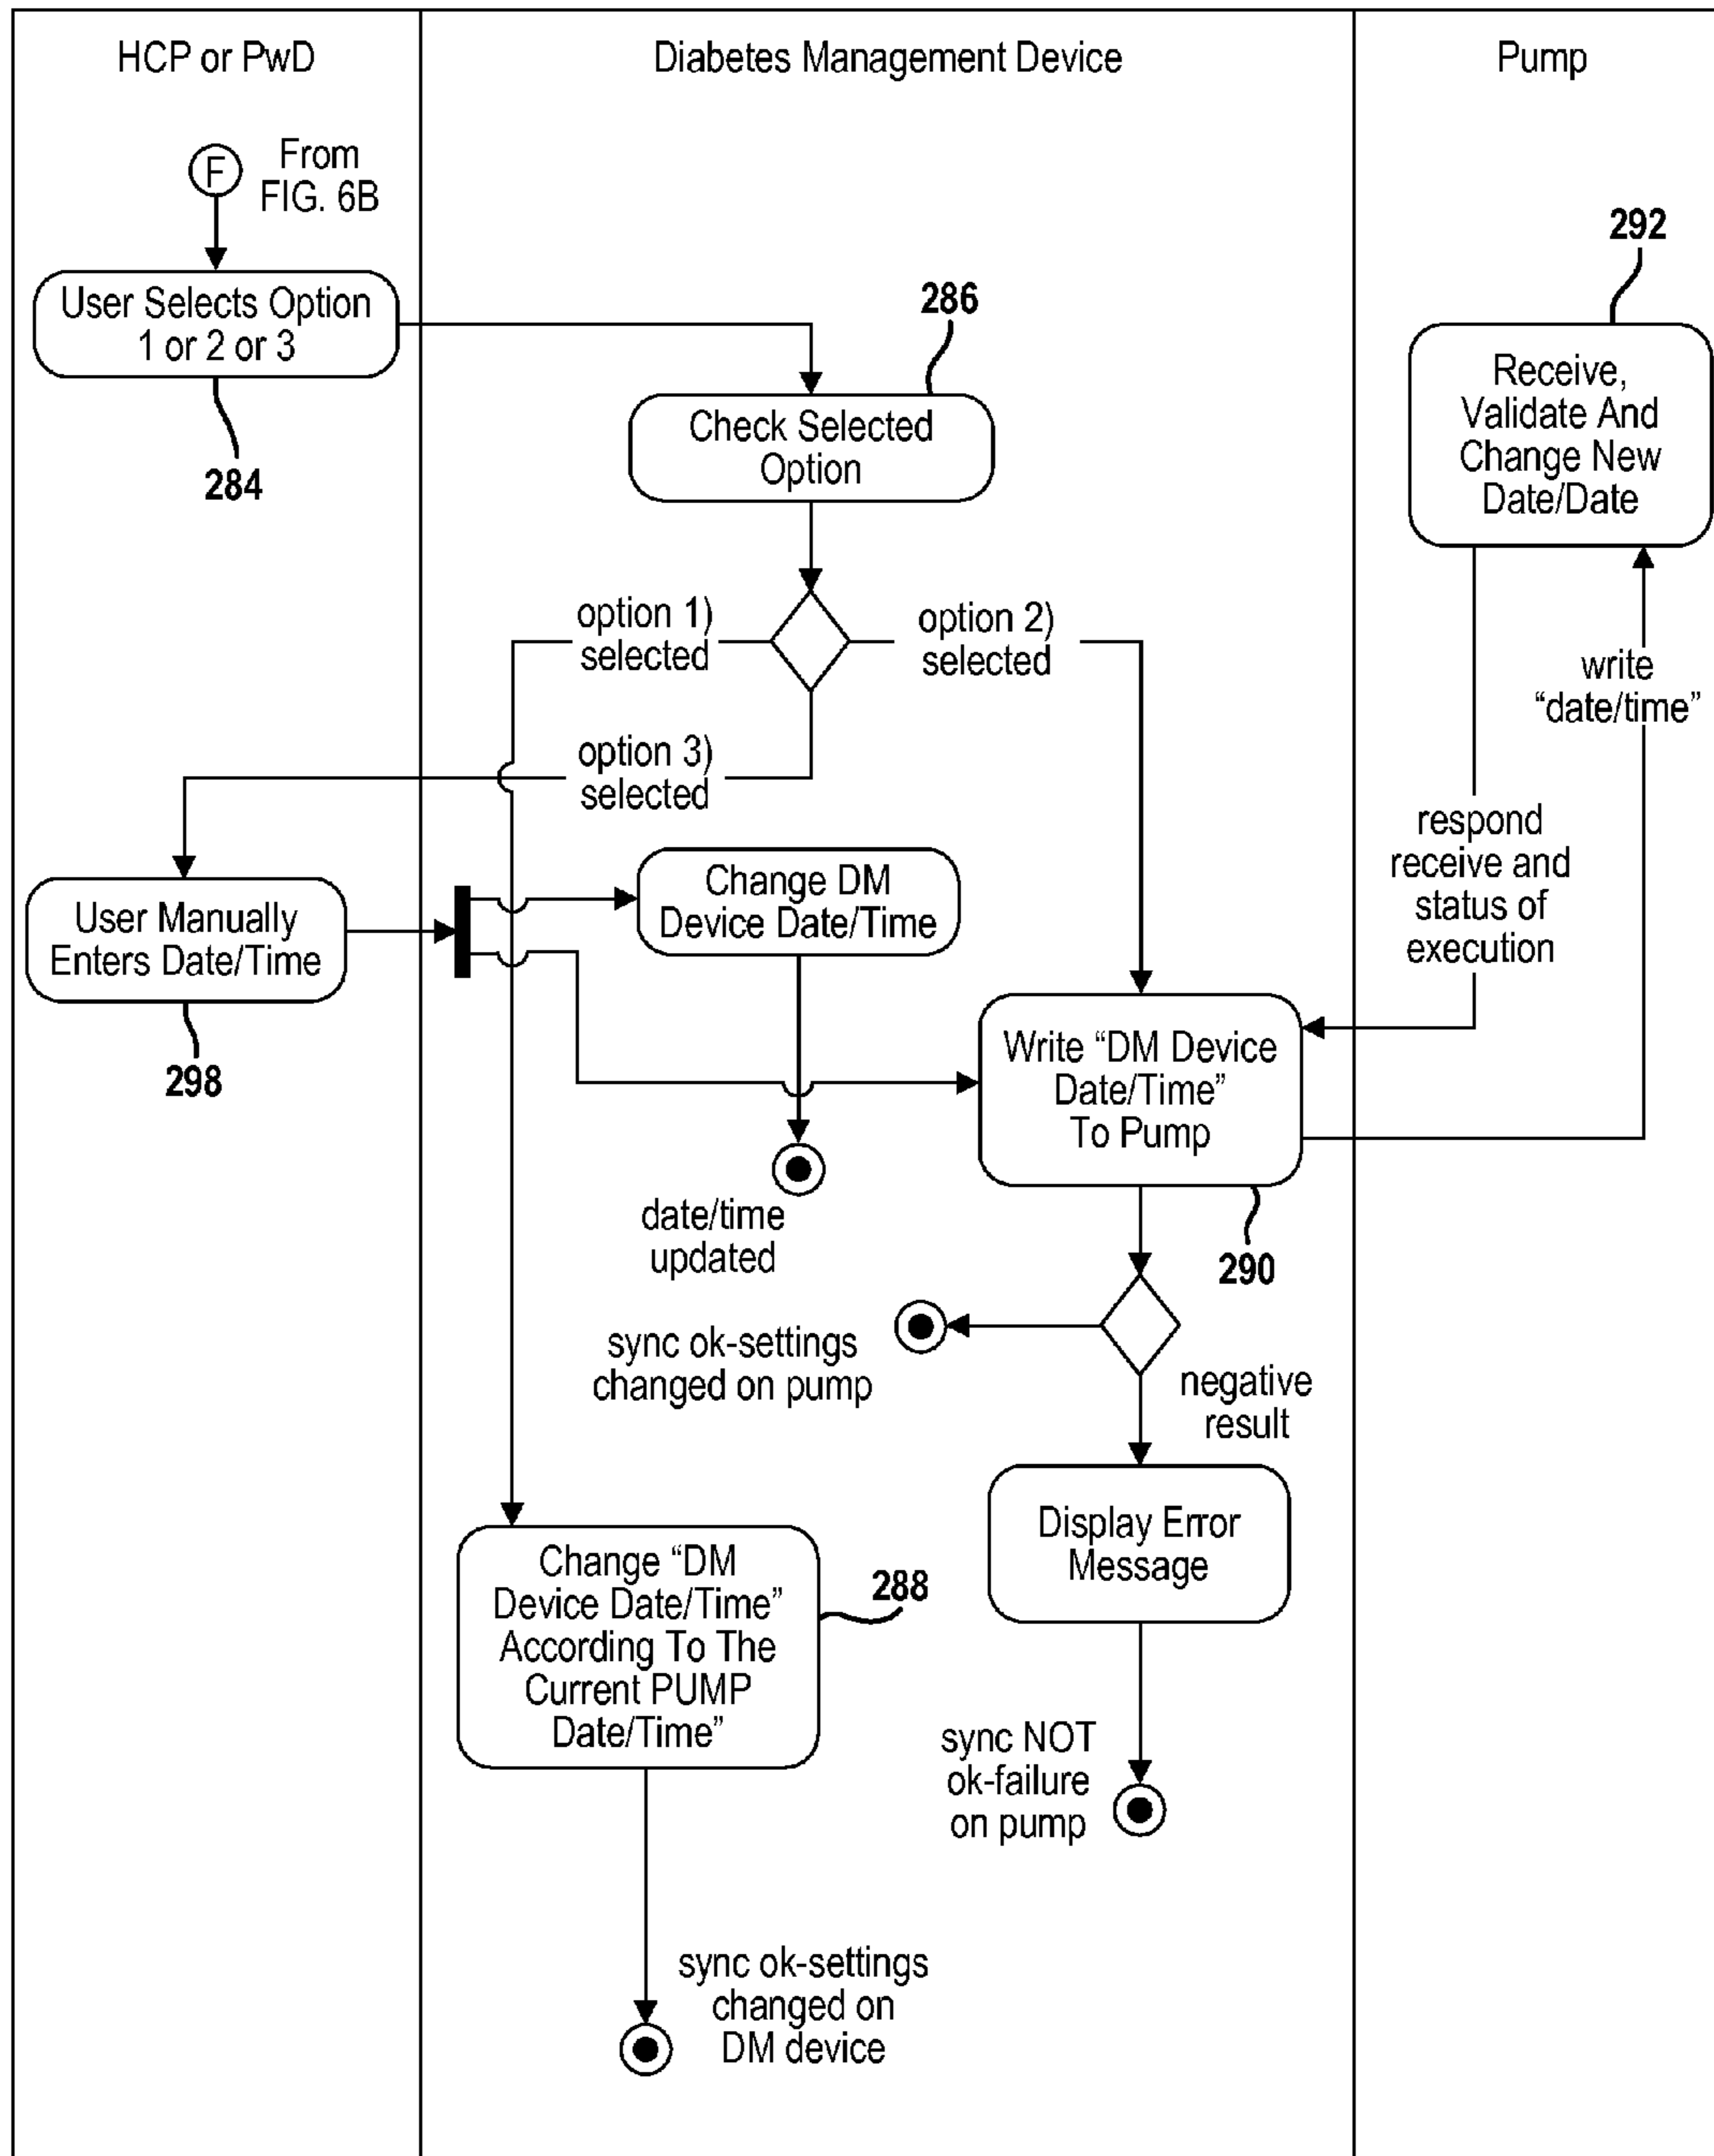 HCP or PwD
Diabetes Management Device
Pump
F
From
FIG. 6B
User Selects Option
1 or 2 or 3
284
286
Check Selected
Option
292
Receive,
Validate And
Change New
Date/Date
option 1)
selected
option 2)
selected
option 3)
selected
write
“date/time”
respond
receive and
status of
execution
User Manually
Enters Date/Time
298
Change DM
Device Date/Time
date/time
updated
Write “DM Device
Date/Time”
To Pump
290
sync ok-settings
changed on pump
negative
result
Display Error
Message
sync NOT
ok-failure
on pump
Change “DM
Device Date/Time”
According To The
Current PUMP
Date/Time”
288
sync ok-settings
changed on
DM device